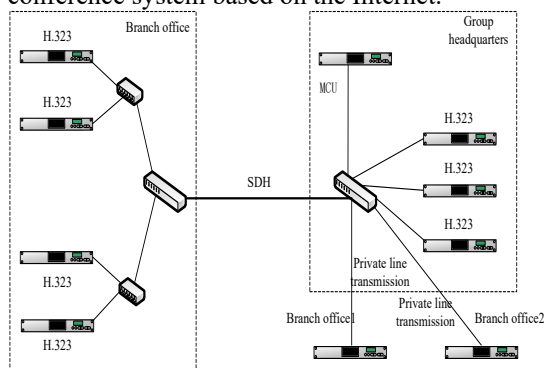 conference system based on the Internet.
Branch office
Group
headquarters
H.323
H.323
MCU
H.323
H.323
SDH
H.323
H.323
H.323
Private line
transmission
Private line
transmission
Branch office1
Branch office2